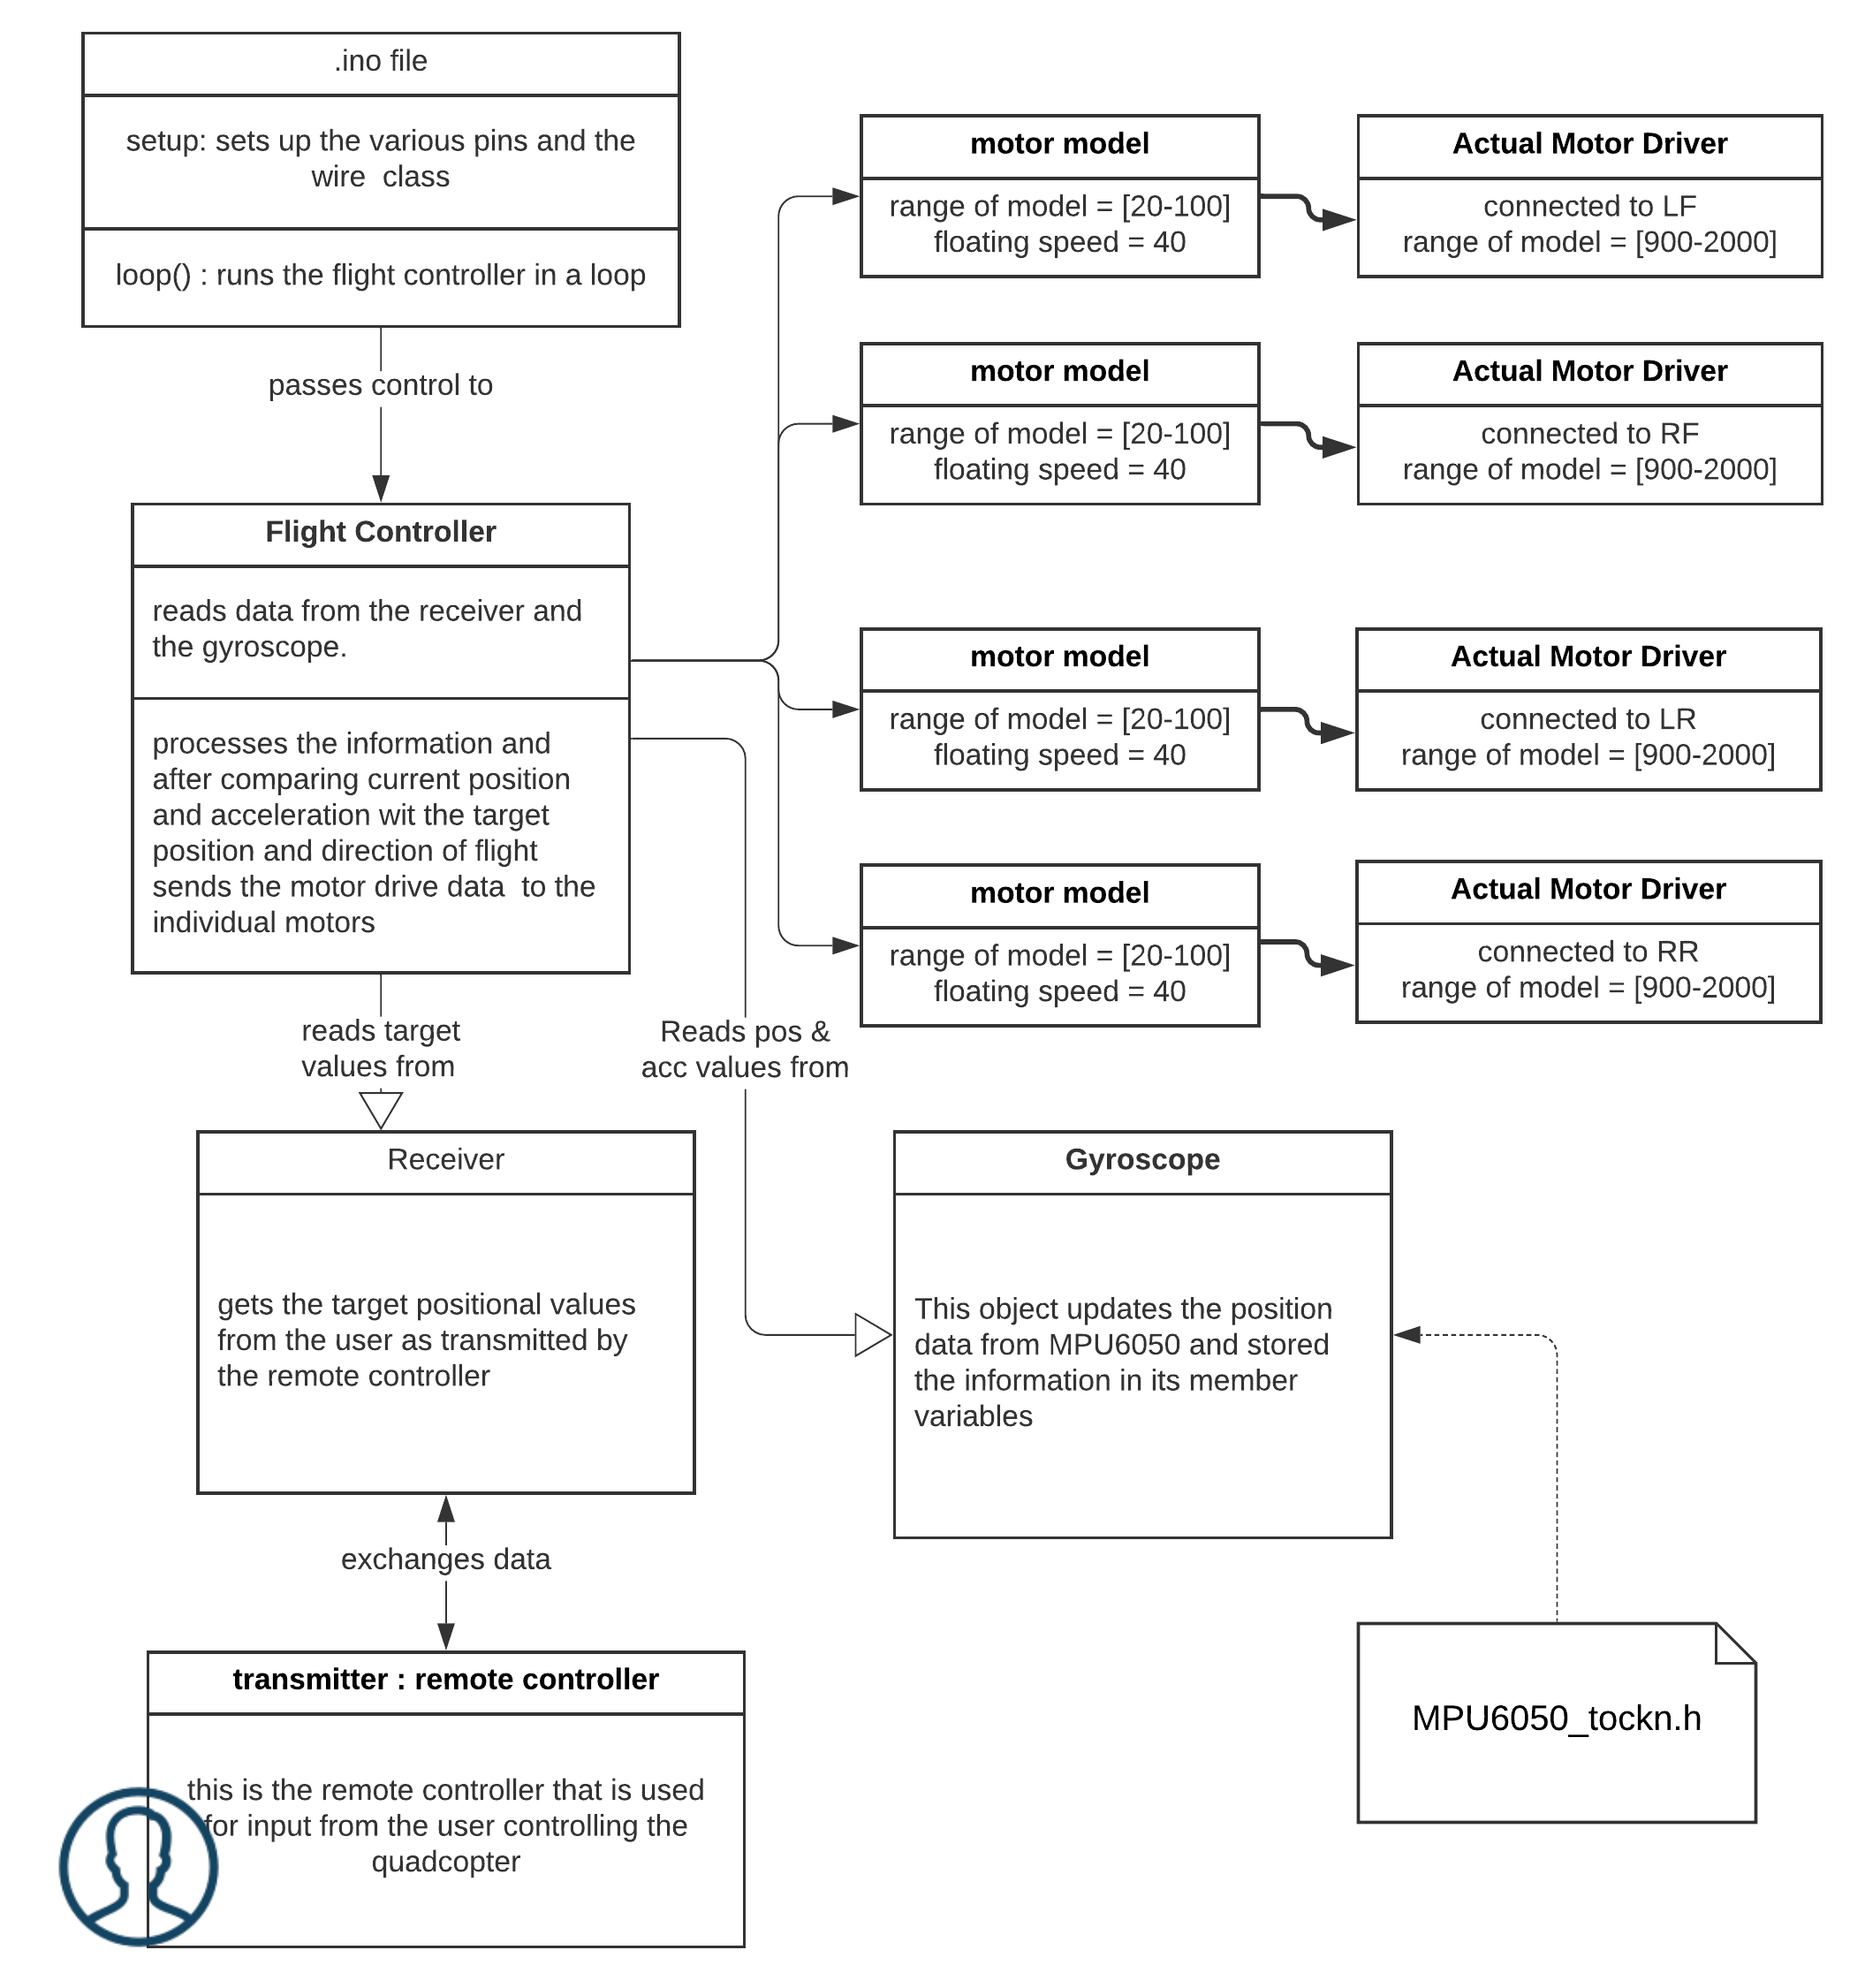 .ino file
setup: sets up the various pins and the
wire  class
loop() : runs the flight controller in a loop
passes control to
Flight Controller
reads data from the receiver and
the gyroscope.
processes the information and
after comparing current position
and acceleration wit the target
position and direction of flight
sends the motor drive data  to the
individual motors
motor model
range of model = [20-100]
floating speed = 40
Actual Motor Driver
connected to LF
range of model = [900-2000]
motor model
range of model = [20-100]
floating speed = 40
Actual Motor Driver
connected to RF
range of model = [900-2000]
motor model
range of model = [20-100]
floating speed = 40
Actual Motor Driver
connected to LR
range of model = [900-2000]
motor model
range of model = [20-100]
floating speed = 40
Actual Motor Driver
connected to RR
range of model = [900-2000]
reads target
values from
Reads pos &
acc values from
Receiver
gets the target positional values
from the user as transmitted by
the remote controller
Gyroscope
This object updates the position
data from MPU6050 and stored
the information in its member
variables
exchanges data
transmitter : remote controller
this is the remote controller that is used
for input from the user controlling the
quadcopter
MPU6050_tockn.h